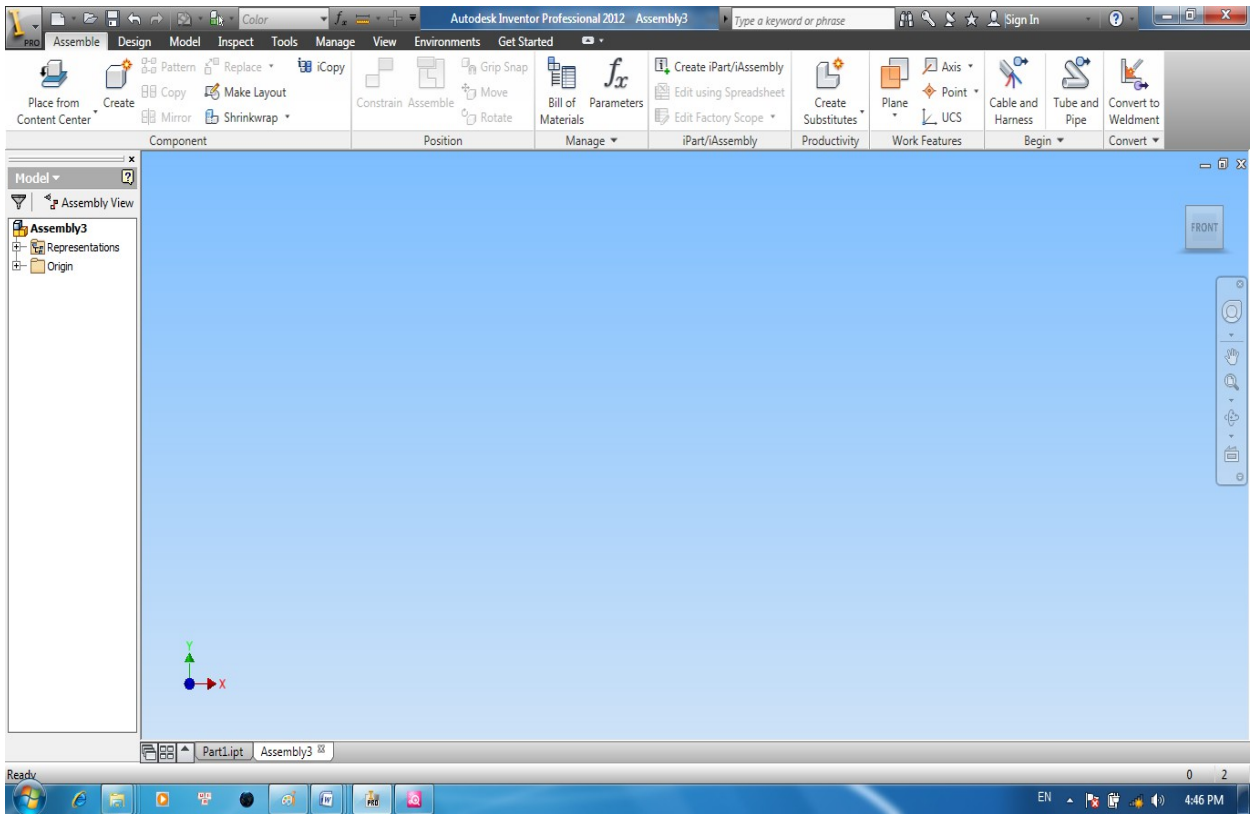 Color
Autodesk Inventor Professional 2012 Assembly3
Type a keyword or phrase
Sign In
PRO Assemble Design Model Inspect Tools Manage View Environments Get Started
Place from Content Center
Create
Pattern Replace iCopy
Copy Make Layout
Mirror Shrinkwrap
Constrain Assemble
Grip Snap
Move
Rotate
Bill of Materials
fx
Parameters
Create iPart/iAssembly
Edit using Spreadsheet
Edit Factory Scope
Create Substitutes
Plane
Axis
Point
UCS
Cable and Harness
Tube and Pipe
Convert to Weldment
Component Position Manage iPart/iAssembly Productivity Work Features Begin Convert
Model
Assembly View
Assembly3
Representations
Origin
FRONT
Y
X
Part1.ipt Assembly3
Ready
0 2
PRO
EN 4:46 PM